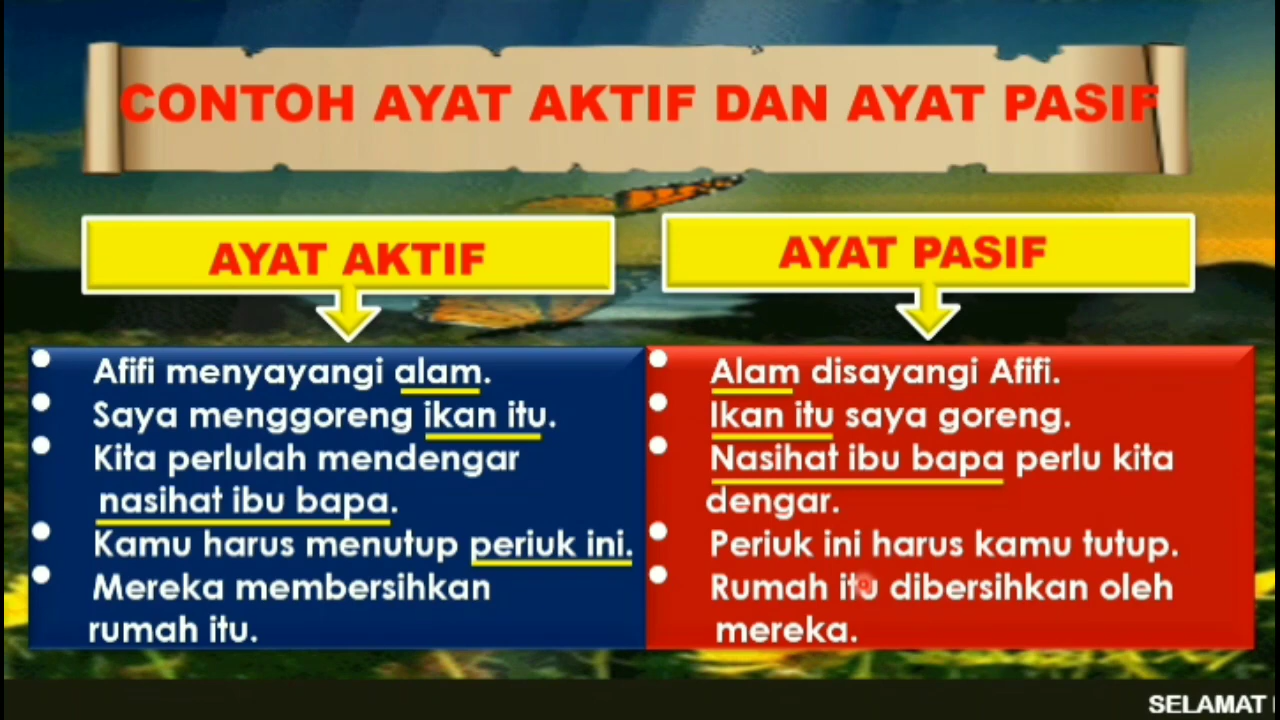 CONTOH AYAT AKTIF DAN AYAT PASIF
AYAT AKTIF
Afifi menyayangi alam.
Saya menggoreng ikan itu.
Kita perlulah mendengar
nasihat ibu bapa.
Kamu harus menutup periuk ini.
Mereka membersihkan
rumah itu.
AYAT PASIF
Alam disayangi Afifi.
Ikan itu saya goreng.
Nasihat ibu bapa perlu kita
dengar.
Periuk ini harus kamu tutup.
Rumah itu dibersihkan oleh
mereka.
SELAMAT